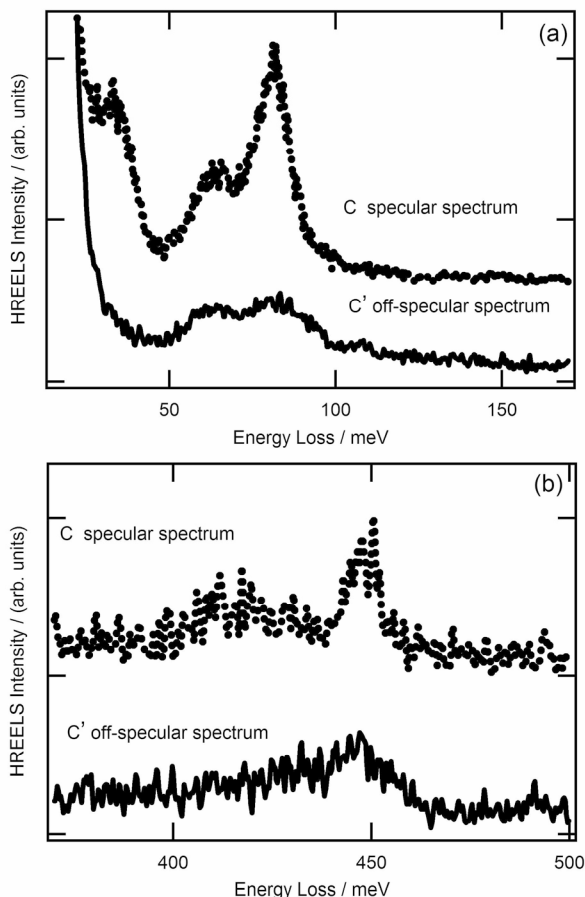 (a)
HREELS Intensity / (arb. units)
C specular spectrum
C' off-specular spectrum
50
100
150
Energy Loss / meV
(b)
HREELS Intensity / (arb. units)
C specular spectrum
C' off-specular spectrum
400
450
500
Energy Loss / meV